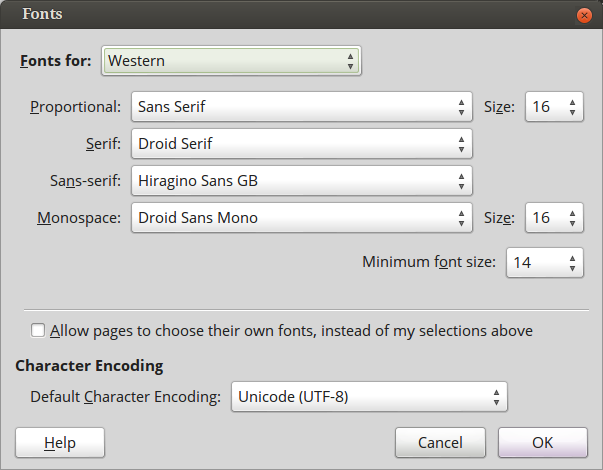 Fonts
Fonts for: Western
Proportional: Sans Serif Size: 16
Serif: Droid Serif
Sans-serif: Hiragino Sans GB
Monospace: Droid Sans Mono Size: 16
Minimum font size: 14
Allow pages to choose their own fonts, instead of my selections above
Character Encoding
Default Character Encoding: Unicode (UTF-8)
Help Cancel OK